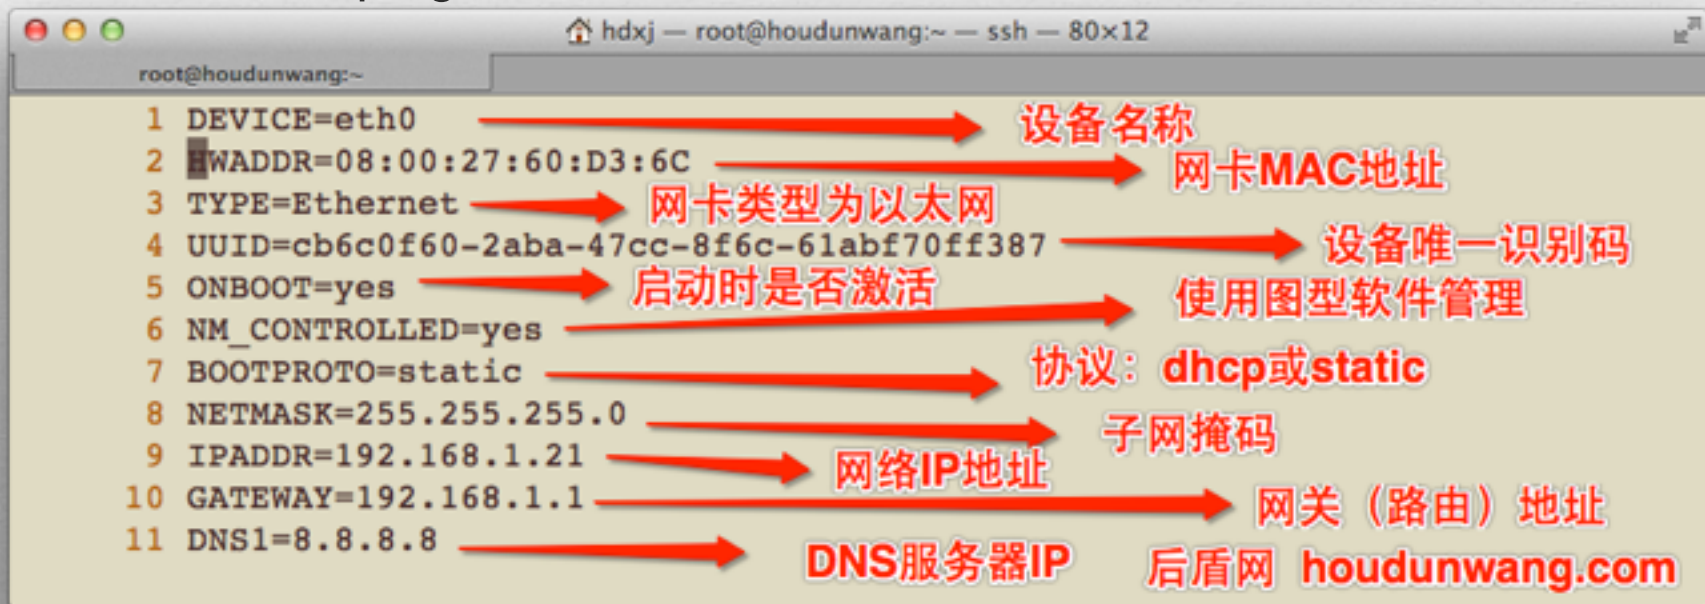 hdxj — root@houdunwang:~ — ssh — 80×12
root@houdunwang:~
1 DEVICE=eth0 设备名称
2 HWADDR=08:00:27:60:D3:6C 网卡MAC地址
3 TYPE=Ethernet 网卡类型为以太网
4 UUID=cb6c0f60-2aba-47cc-8f6c-61abf70ff387 设备唯一识别码
5 ONBOOT=yes 启动时是否激活
6 NM_CONTROLLED=yes 使用图型软件管理
7 BOOTPROTO=static 协议：dhcp或static
8 NETMASK=255.255.255.0 子网掩码
9 IPADDR=192.168.1.21 网络IP地址
10 GATEWAY=192.168.1.1 网关（路由）地址
11 DNS1=8.8.8.8 DNS服务器IP
后盾网 houdunwang.com